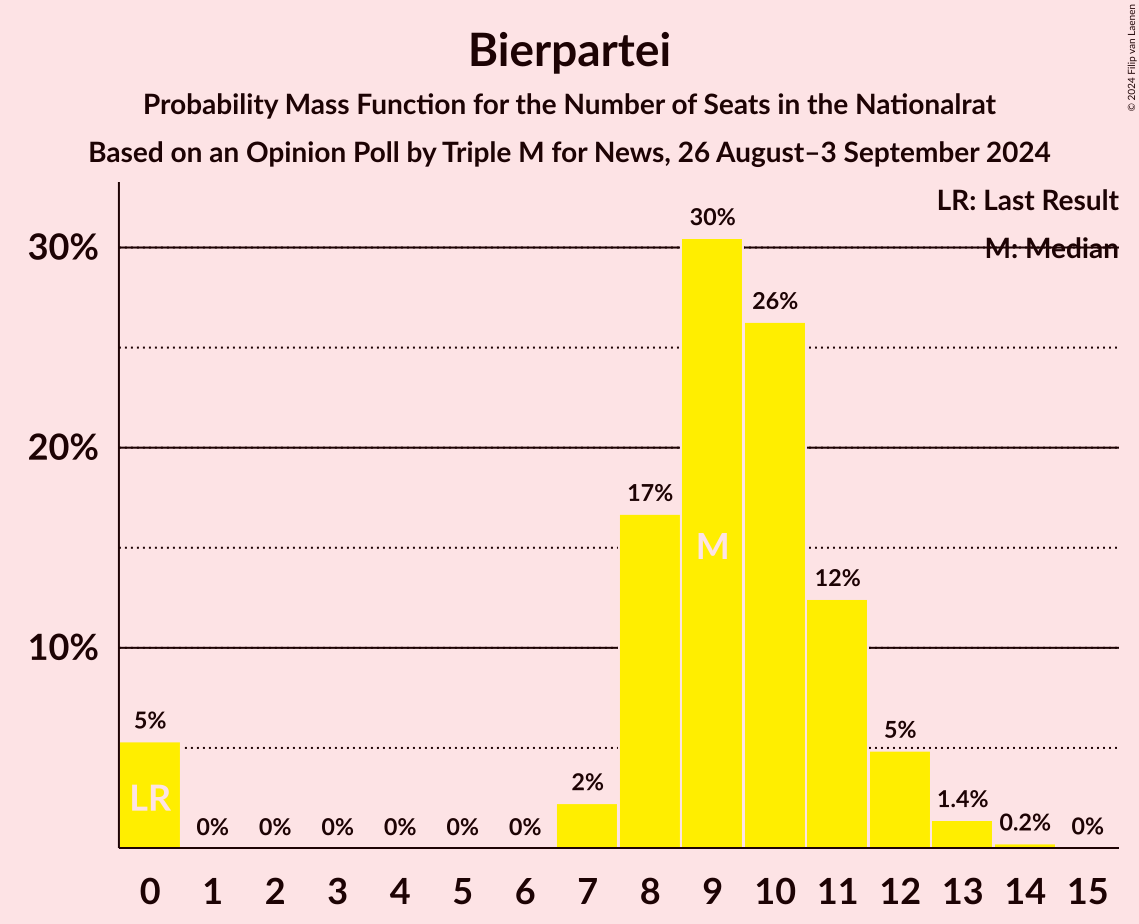 Bierpartei
Probability Mass Function for the Number of Seats in the Nationalrat
Based on an Opinion Poll by Triple M for News, 26 August–3 September 2024
© 2024 Filip van Laenen
LR: Last Result
M: Median
30%
20%
10%
5%
0%
0%
0%
0%
0%
0%
2%
17%
30%
26%
12%
5%
1.4%
0.2%
0%
LR
M
0 1 2 3 4 5 6 7 8 9 10 11 12 13 14 15